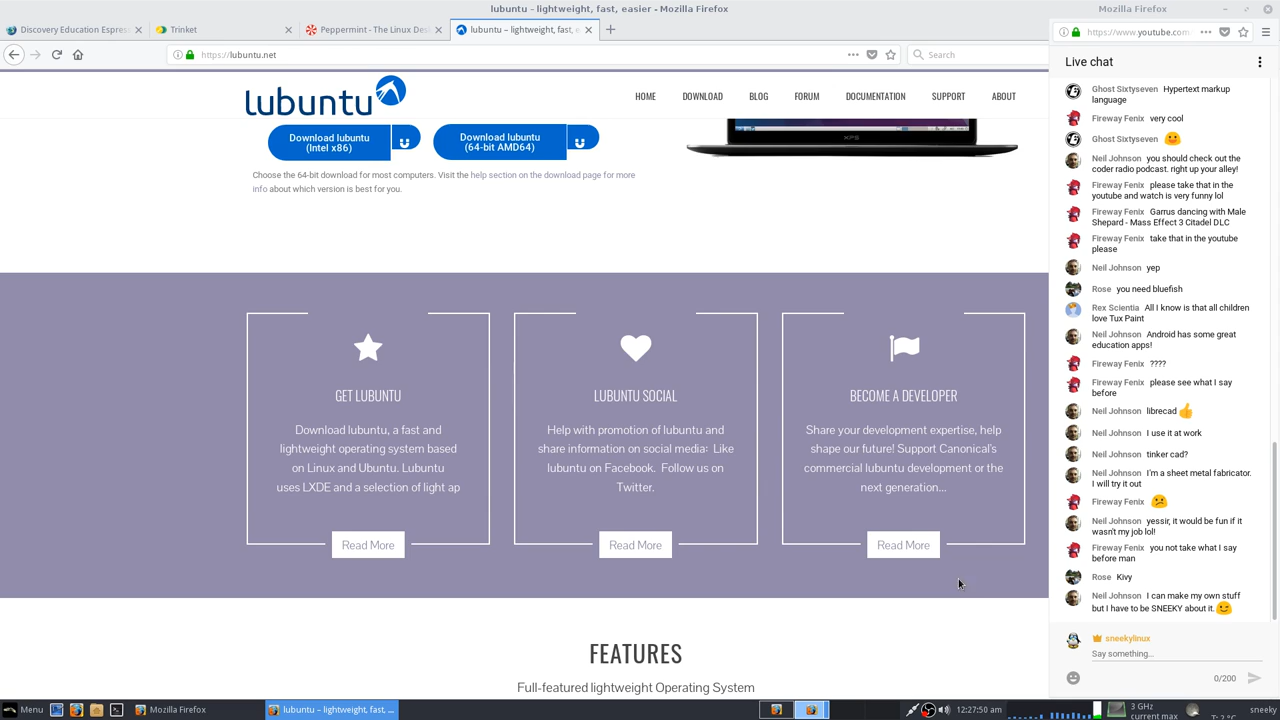 lubuntu - lightweight, fast, easier - Mozilla Firefox
Mozilla Firefox
Discovery Education Expres
Trinket
Peppermint - The Linux Des
lubuntu – lightweight, fast, e
https://lubuntu.net
Search
https://www.youtube.com
lubuntu
HOME
DOWNLOAD
BLOG
FORUM
DOCUMENTATION
SUPPORT
ABOUT
Download lubuntu
(Intel x86)
Download lubuntu
(64-bit AMD64)
XPS
Choose the 64-bit download for most computers. Visit the help section on the download page for more
info about which version is best for you.
GET LUBUNTU
Download lubuntu, a fast and
lightweight operating system based
on Linux and Ubuntu. Lubuntu
uses LXDE and a selection of light ap
Read More
LUBUNTU SOCIAL
Help with promotion of lubuntu and
share information on social media: Like
lubuntu on Facebook. Follow us on
Twitter.
Read More
BECOME A DEVELOPER
Share your development expertise, help
shape our future! Support Canonical's
commercial lubuntu development or the
next generation...
Read More
FEATURES
Full-featured lightweight Operating System
Live chat
Ghost Sixtyseven Hypertext markup
language
Fireway Fenix very cool
Ghost Sixtyseven
Neil Johnson you should check out the
coder radio podcast. right up your alley!
Fireway Fenix please take that in the
youtube and watch is very funny lol
Fireway Fenix Garrus dancing with Male
Shepard - Mass Effect 3 Citadel DLC
Fireway Fenix take that in the youtube
please
Neil Johnson yep
Rose you need bluefish
Rex Scientia All I know is that all children
love Tux Paint
Neil Johnson Android has some great
education apps!
Fireway Fenix ????
Fireway Fenix please see what I say
before
Neil Johnson librecad
Neil Johnson I use it at work
Neil Johnson tinker cad?
Neil Johnson I'm a sheet metal fabricator.
I will try it out
Fireway Fenix
Neil Johnson yessir, it would be fun if it
wasn't my job lol!
Fireway Fenix you not take what I say
before man
Rose Kivy
Neil Johnson I can make my own stuff
but I have to be SNEEKY about it.
sneekylinux
Say something...
0/200
Menu
Mozilla Firefox
lubuntu – lightweight, fast, ...
12:27:50 am
3 GHz
current max
sneeky